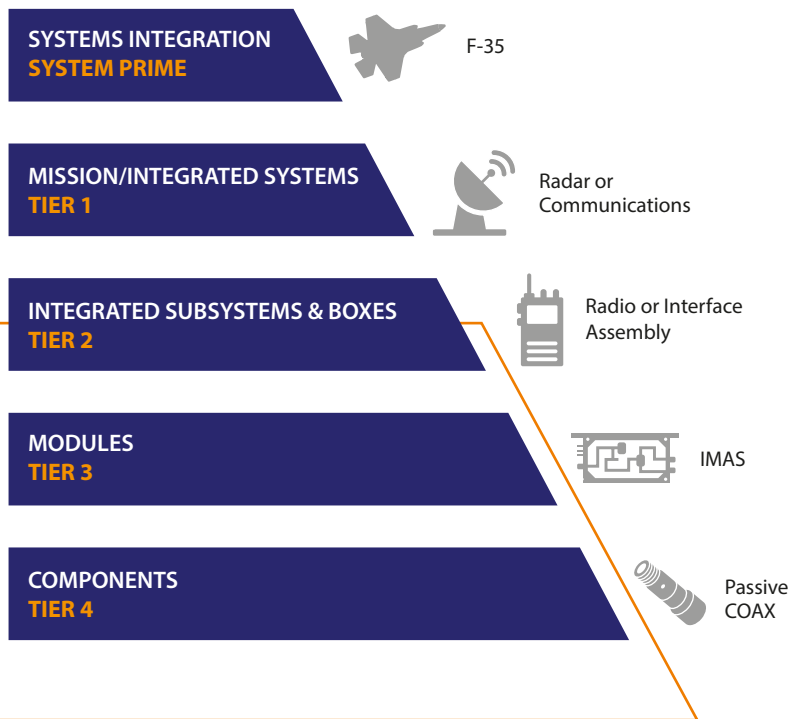 SYSTEMS INTEGRATION
SYSTEM PRIME
F-35
MISSION/INTEGRATED SYSTEMS
TIER 1
Radar or
Communications
INTEGRATED SUBSYSTEMS & BOXES
TIER 2
Radio or Interface
Assembly
MODULES
TIER 3
IMAS
COMPONENTS
TIER 4
Passive
COAX